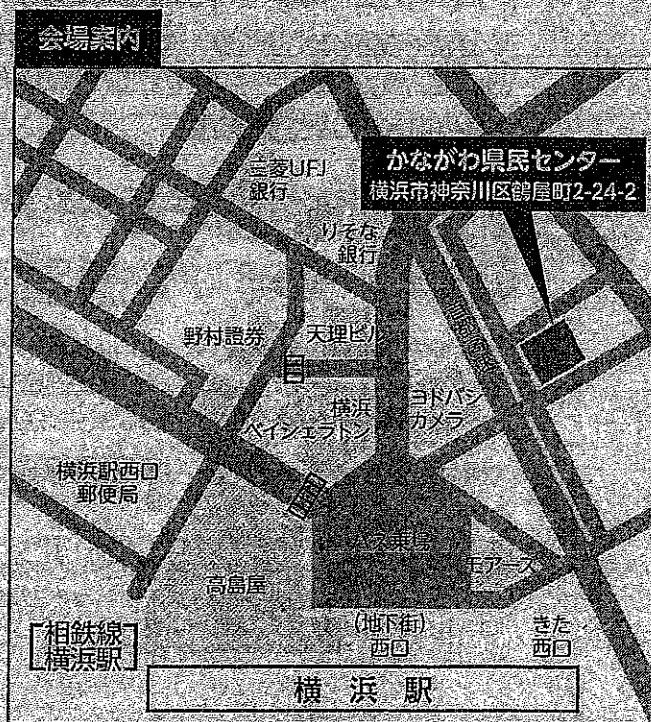 会場案内
三菱UFJ
銀行
かながわ県民センター
横浜市神奈川区鶴屋町2-24-2
りそな
銀行
野村證券
天理ビル
横浜
ベイシェラトン
ヨドバシ
カメラ
横浜駅西口
郵便局
バス乗場
モアーズ
高島屋
(地下街)
西口
きた
西口
相鉄線
横浜駅
横浜駅